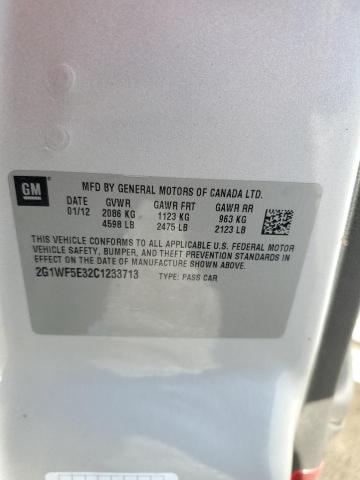 GM
MFD BY GENERAL MOTORS OF CANADA LTD.
DATE GVWR GAWR FRT GAWR RR
01/12 2086 KG 1123 KG 963 KG
4598 LB 2475 LB 2123 LB
THIS VEHICLE CONFORMS TO ALL APPLICABLE U.S. FEDERAL MOTOR
VEHICLE SAFETY, BUMPER, AND THEFT PREVENTION STANDARDS
IN EFFECT ON THE DATE OF MANUFACTURE SHOWN ABOVE.
2G1WF5E32C1233713 TYPE: PASS CAR